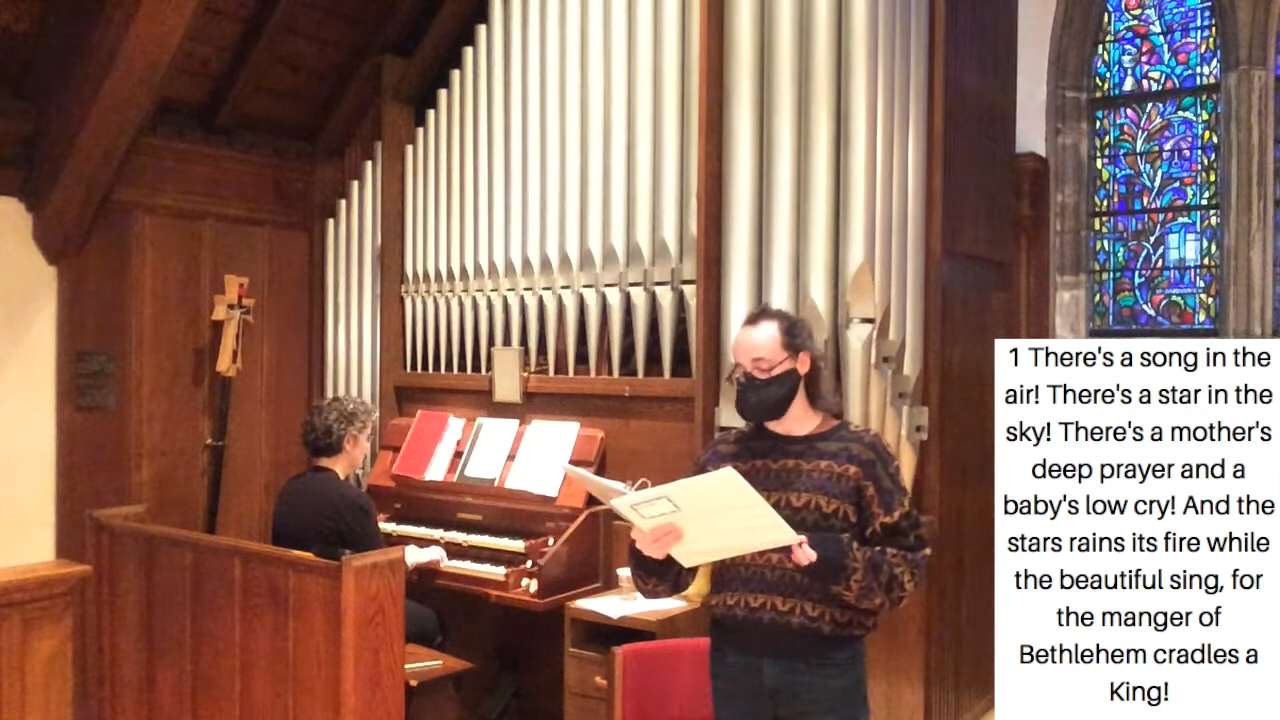 1 There's a song in the
air! There's a star in the
sky! There's a mother's
deep prayer and a
baby's low cry! And the
stars rains its fire while
the beautiful sing, for
the manger of
Bethlehem cradles a
King!